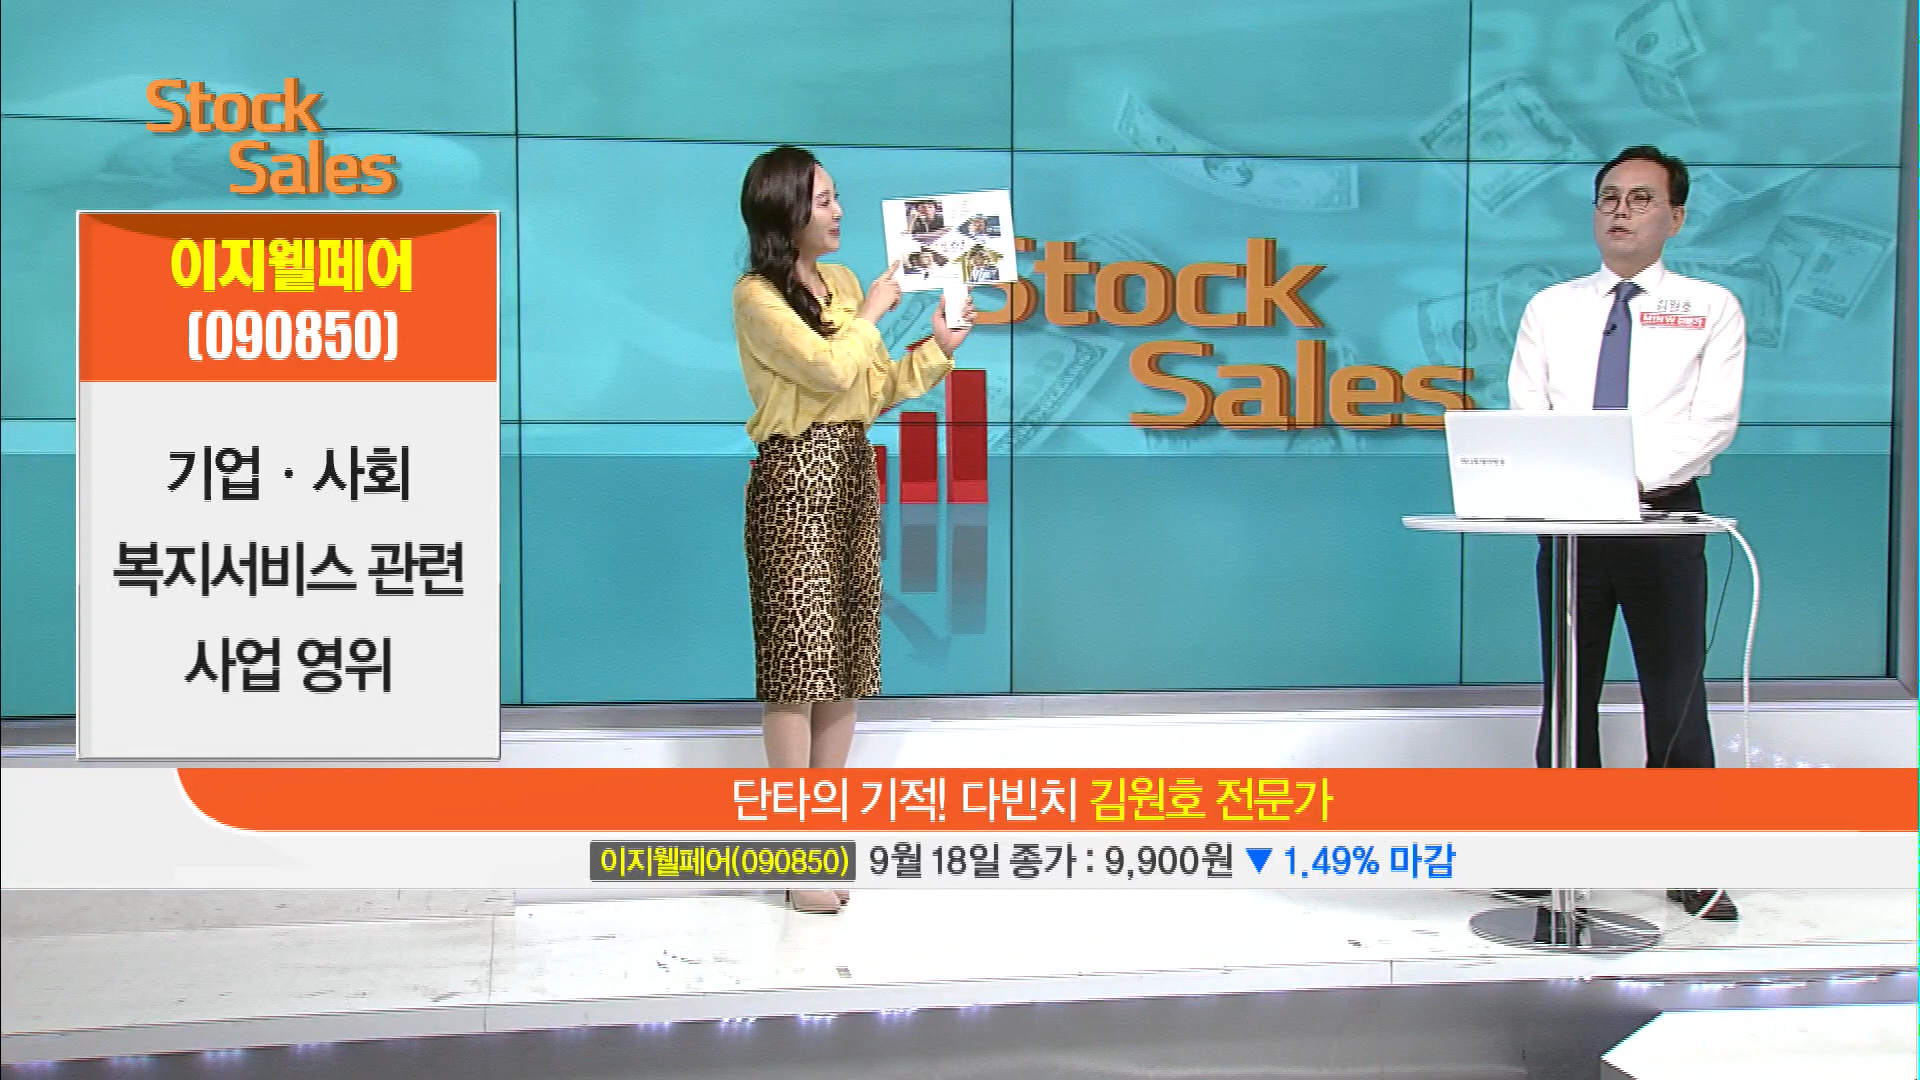 Stock
Sales
이지웰페어
(090850)
기업 · 사회
복지서비스 관련
사업 영위
Stock
Sales
김원호
단타의 기적! 다빈치 김원호 전문가
이지웰페어(090850) 9월 18일 종가 : 9,900원 ▼ 1.49% 마감